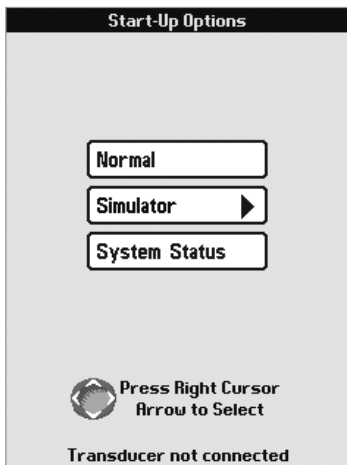 Start-Up Options
Normal
Simulator
System Status
Press Right Cursor
Arrow to Select
Transducer not connected